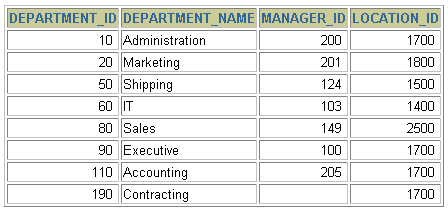 DEPARTMENT_ID DEPARTMENT_NAME MANAGER_ID LOCATION_ID
10 Administration 200 1700
20 Marketing 201 1800
50 Shipping 124 1500
60 IT 103 1400
80 Sales 149 2500
90 Executive 100 1700
110 Accounting 205 1700
190 Contracting 1700